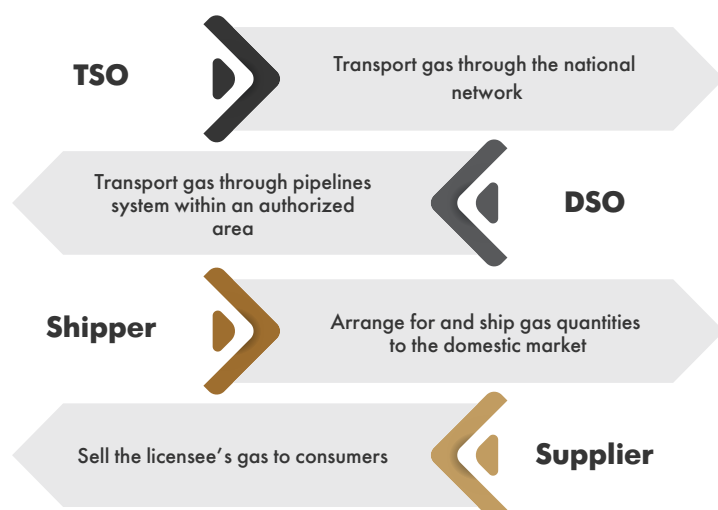 TSO
Transport gas through the national
network
Transport gas through pipelines
system within an authorized
area
DSO
Shipper
Arrange for and ship gas quantities
to the domestic market
Sell the licensee’s gas to consumers
Supplier